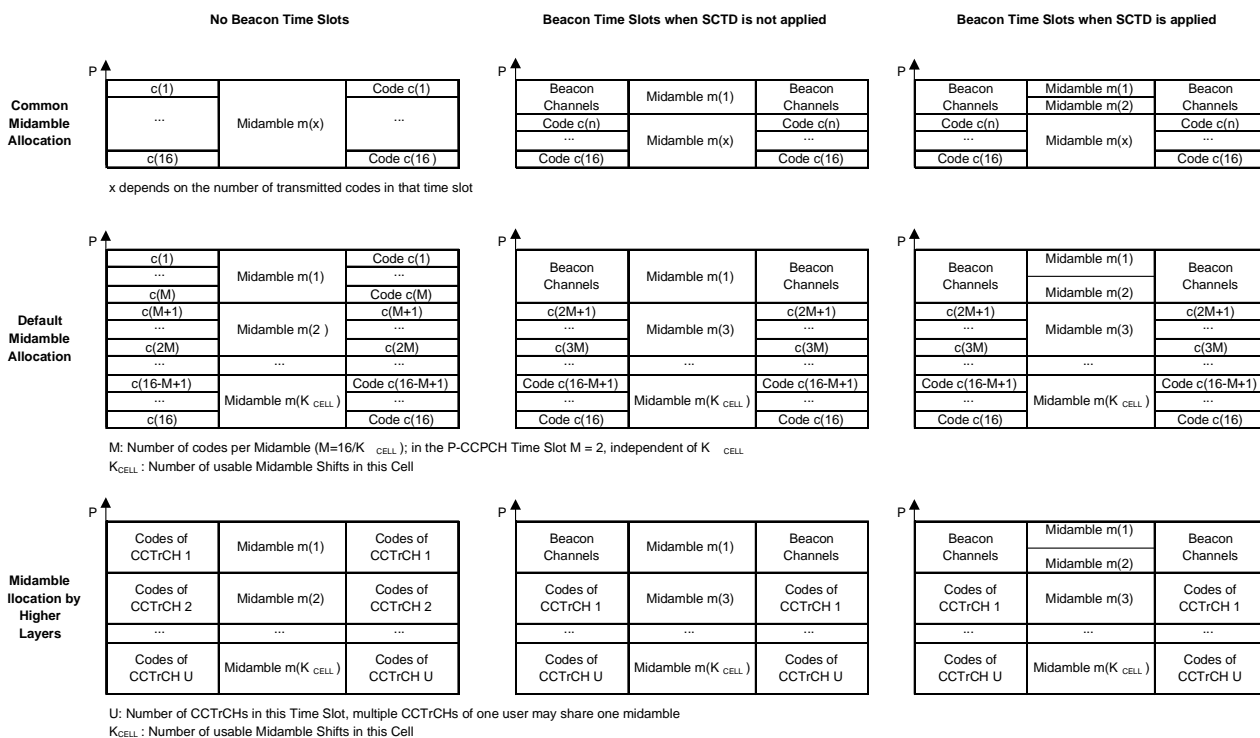 No Beacon Time Slots
Beacon Time Slots when SCTD is not applied
Beacon Time Slots when SCTD is applied
Common
Midamble
Allocation
P
c(1)
...
c(16)
Midamble m(x)
Code c(1)
...
Code c(16 )
x depends on the number of transmitted codes in that time slot
P
Beacon
Channels
Code c(n)
...
Code c(16)
Midamble m(1)
Midamble m(x)
Beacon
Channels
Code c(n)
...
Code c(16)
P
Beacon
Channels
Code c(n)
...
Code c(16)
Midamble m(1)
Midamble m(2)
Midamble m(x)
Beacon
Channels
Code c(n)
...
Code c(16)
Default
Midamble
Allocation
P
c(1)
...
c(M)
c(M+1)
...
c(2M)
...
c(16-M+1)
...
c(16)
Midamble m(1)
Midamble m(2 )
...
Midamble m(K CELL )
Code c(1)
...
Code c(M)
c(M+1)
...
c(2M)
...
Code c(16-M+1)
...
Code c(16)
P
Beacon
Channels
c(2M+1)
...
c(3M)
...
Code c(16-M+1)
...
Code c(16)
Midamble m(1)
Midamble m(3)
...
Midamble m(K CELL )
Beacon
Channels
c(2M+1)
...
c(3M)
...
Code c(16-M+1)
...
Code c(16)
P
Beacon
Channels
c(2M+1)
...
c(3M)
...
Code c(16-M+1)
...
Code c(16)
Midamble m(1)
Midamble m(2)
Midamble m(3)
...
Midamble m(K CELL )
Beacon
Channels
c(2M+1)
...
c(3M)
...
Code c(16-M+1)
...
Code c(16)
M: Number of codes per Midamble (M=16/K CELL ); in the P-CCPCH Time Slot M = 2, independent of K CELL
KCELL : Number of usable Midamble Shifts in this Cell
Midamble
llocation by
Higher
Layers
P
Codes of
CCTrCH 1
Codes of
CCTrCH 2
...
Codes of
CCTrCH U
Midamble m(1)
Midamble m(2)
...
Midamble m(K CELL )
Codes of
CCTrCH 1
Codes of
CCTrCH 2
...
Codes of
CCTrCH U
P
Beacon
Channels
Codes of
CCTrCH 1
...
Codes of
CCTrCH U
Midamble m(1)
Midamble m(3)
...
Midamble m(K CELL )
Beacon
Channels
Codes of
CCTrCH 1
...
Codes of
CCTrCH U
P
Beacon
Channels
Codes of
CCTrCH 1
...
Codes of
CCTrCH U
Midamble m(1)
Midamble m(2)
Midamble m(3)
...
Midamble m(K CELL )
Beacon
Channels
Codes of
CCTrCH 1
...
Codes of
CCTrCH U
U: Number of CCTrCHs in this Time Slot, multiple CCTrCHs of one user may share one midamble
KCELL : Number of usable Midamble Shifts in this Cell